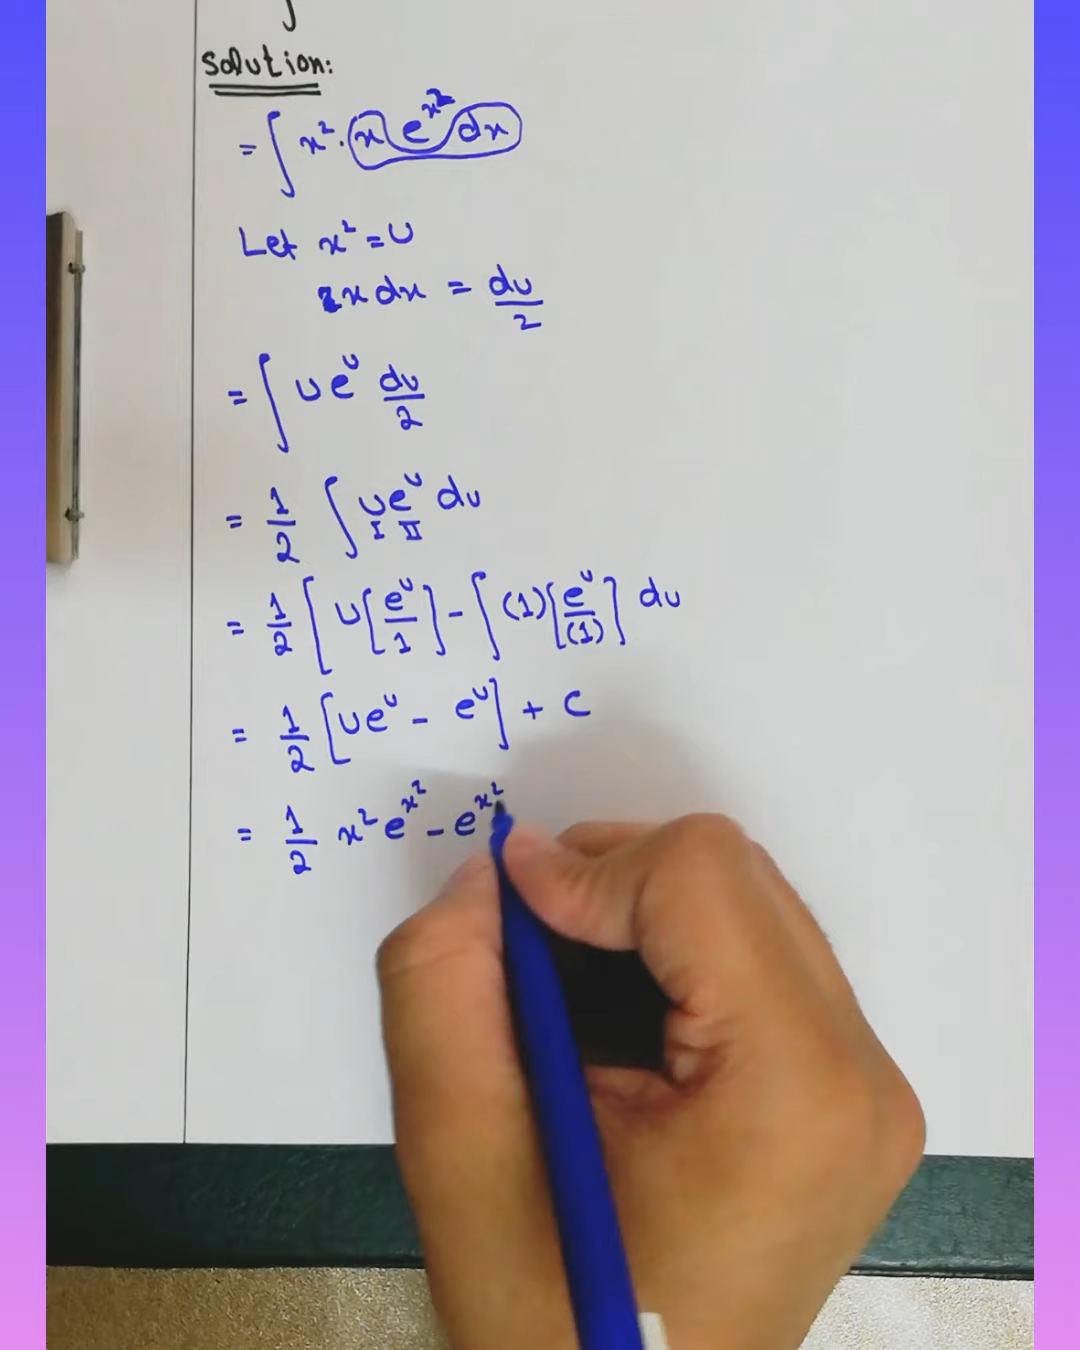 Solution:
= ∫ x² · x e^x² dx
Let x² = U
2x dx = du/2
= ∫ U e^U du/2
= 1/2 ∫ U e^U du
I II
= 1/2 [ U [ e^U/1 ] - ∫ (1) [ e^U/(1) ] du
= 1/2 [ U e^U - e^U ] + C
= 1/2 x² e^x² - e^x²